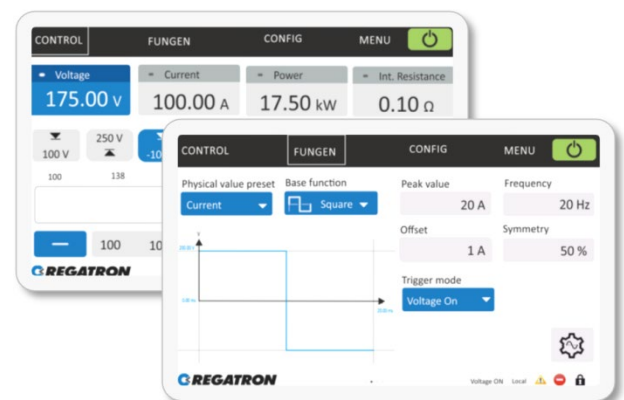 CONTROL FUNGEN CONFIG MENU
Voltage Current Power Int. Resistance
175.00 V 100.00 A 17.50 kW 0.10 Ω
100 V 250 V -10
100 138
100 10
REGATRON
CONTROL FUNGEN CONFIG MENU
Physical value preset Base function Peak value Frequency
Current Square 20 A 20 Hz
Offset Symmetry
1 A 50 %
Trigger mode
Voltage On
REGATRON
Voltage ON Local